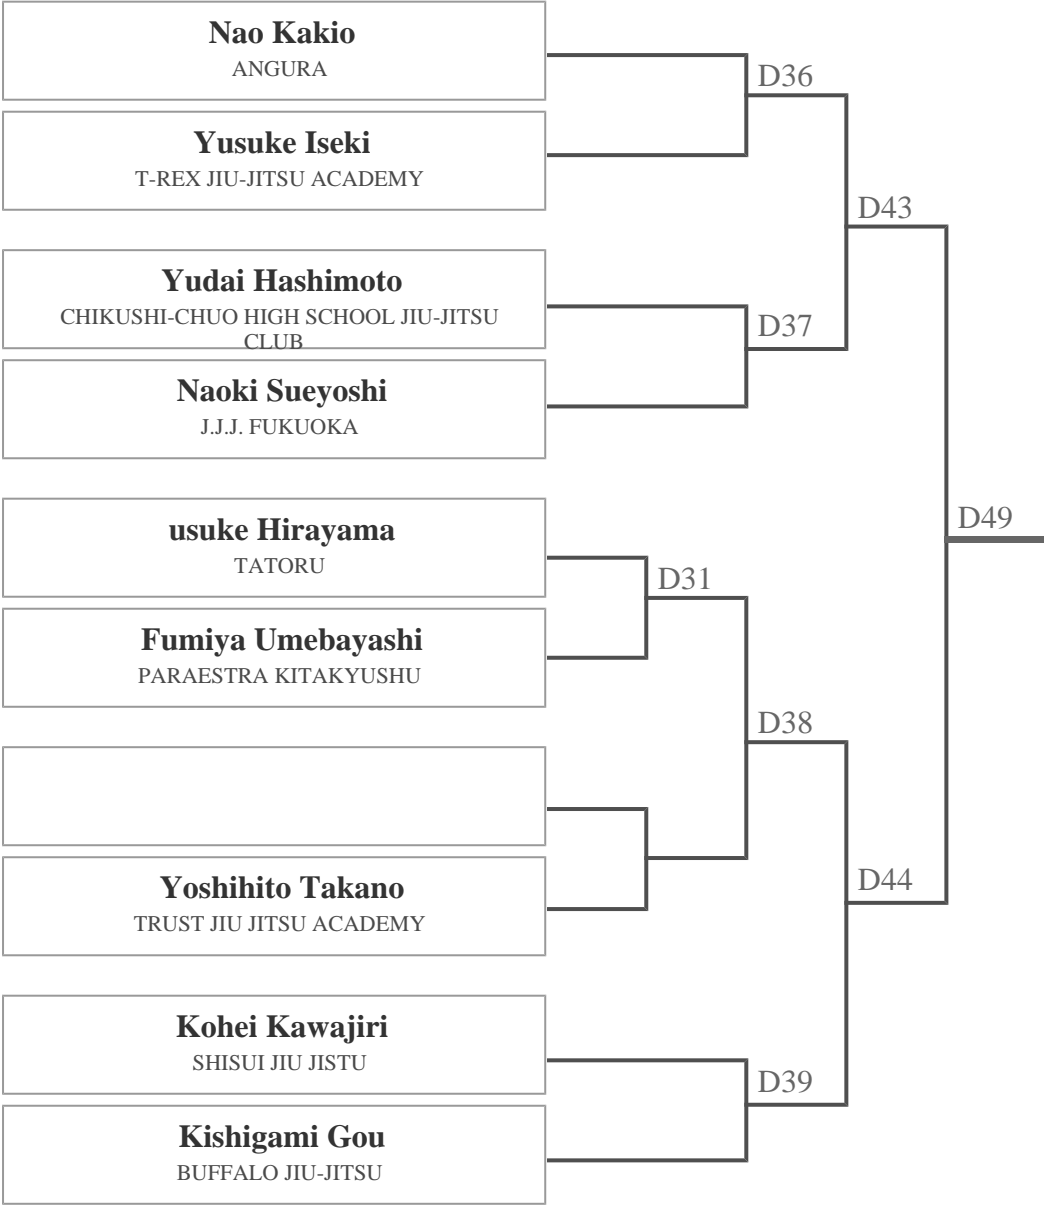 Nao Kakio
ANGURA
D36
Yusuke Iseki
T-REX JIU-JITSU ACADEMY
D43
Yudai Hashimoto
CHIKUSHI-CHUO HIGH SCHOOL JIU-JITSU
CLUB
D37
Naoki Sueyoshi
J.J.J. FUKUOKA
usuke Hirayama
TATORU
D49
D31
Fumiya Umebayashi
PARAESTRA KITAKYUSHU
D38
Yoshihito Takano
TRUST JIU JITSU ACADEMY
D44
Kohei Kawajiri
SHISUI JIU JISTU
D39
Kishigami Gou
BUFFALO JIU-JITSU